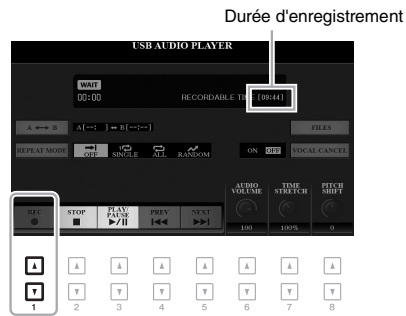 Durée d'enregistrement
USB AUDIO PLAYER
WAIT
00:00
RECORDABLE TIME [09:44]
A ↔ B A[--: ] ↔ B[--:--] FILES
REPEAT MODE OFF SINGLE ALL RANDOM ON OFF VOCAL CANCEL
AUDIO VOLUME TIME STRETCH PITCH SHIFT
REC STOP PLAY/PAUSE PREV NEXT
100 100% 0
1 2 3 4 5 6 7 8